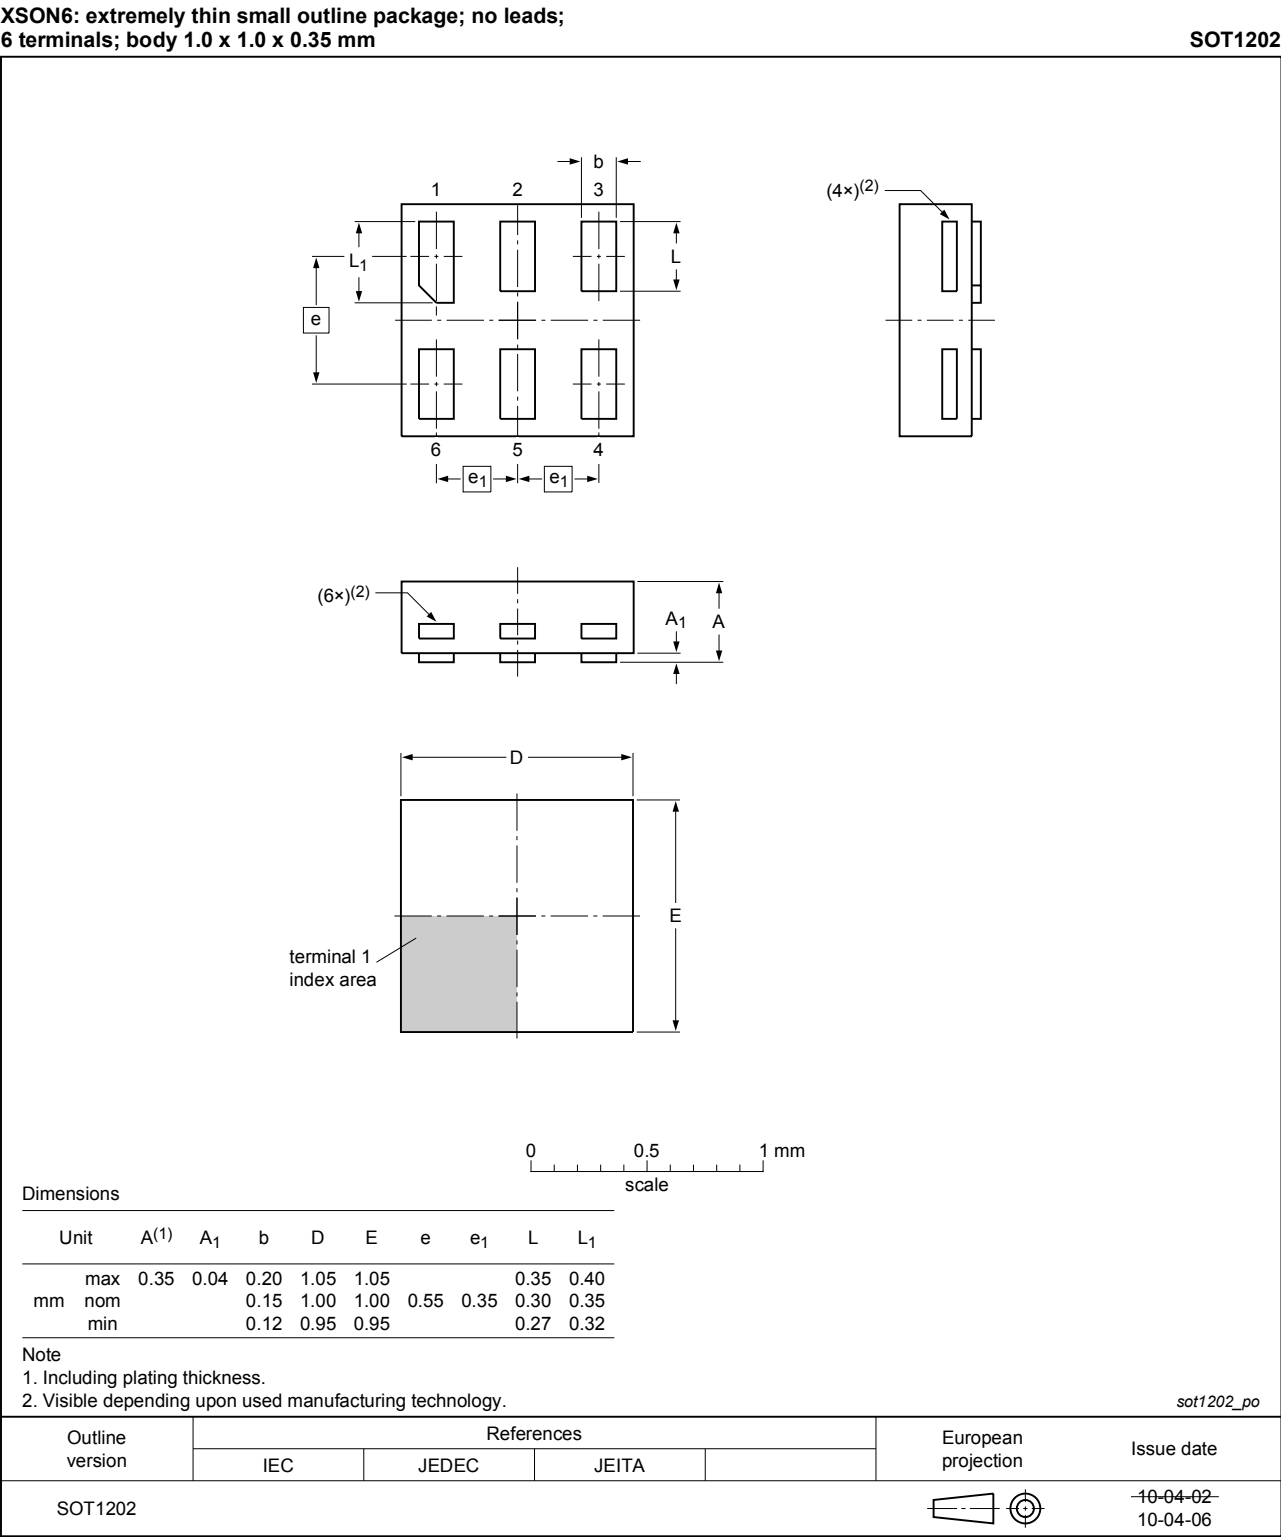 XSON6: extremely thin small outline package; no leads;
6 terminals; body 1.0 x 1.0 x 0.35 mm
SOT1202
b
1 2 3
(4×)(2)
L1
L
e
6 5 4
e1 e1
(6×)(2)
A1 A
D
E
terminal 1
index area
0 0.5 1 mm
scale
Dimensions
Unit A(1) A1 b D E e e1 L L1
max 0.35 0.04 0.20 1.05 1.05 0.35 0.40
mm nom 0.15 1.00 1.00 0.55 0.35 0.30 0.35
min 0.12 0.95 0.95 0.27 0.32
Note
1. Including plating thickness.
2. Visible depending upon used manufacturing technology.
sot1202_po
Outline version
References
European projection
Issue date
IEC JEDEC JEITA
SOT1202
10-04-02
10-04-06